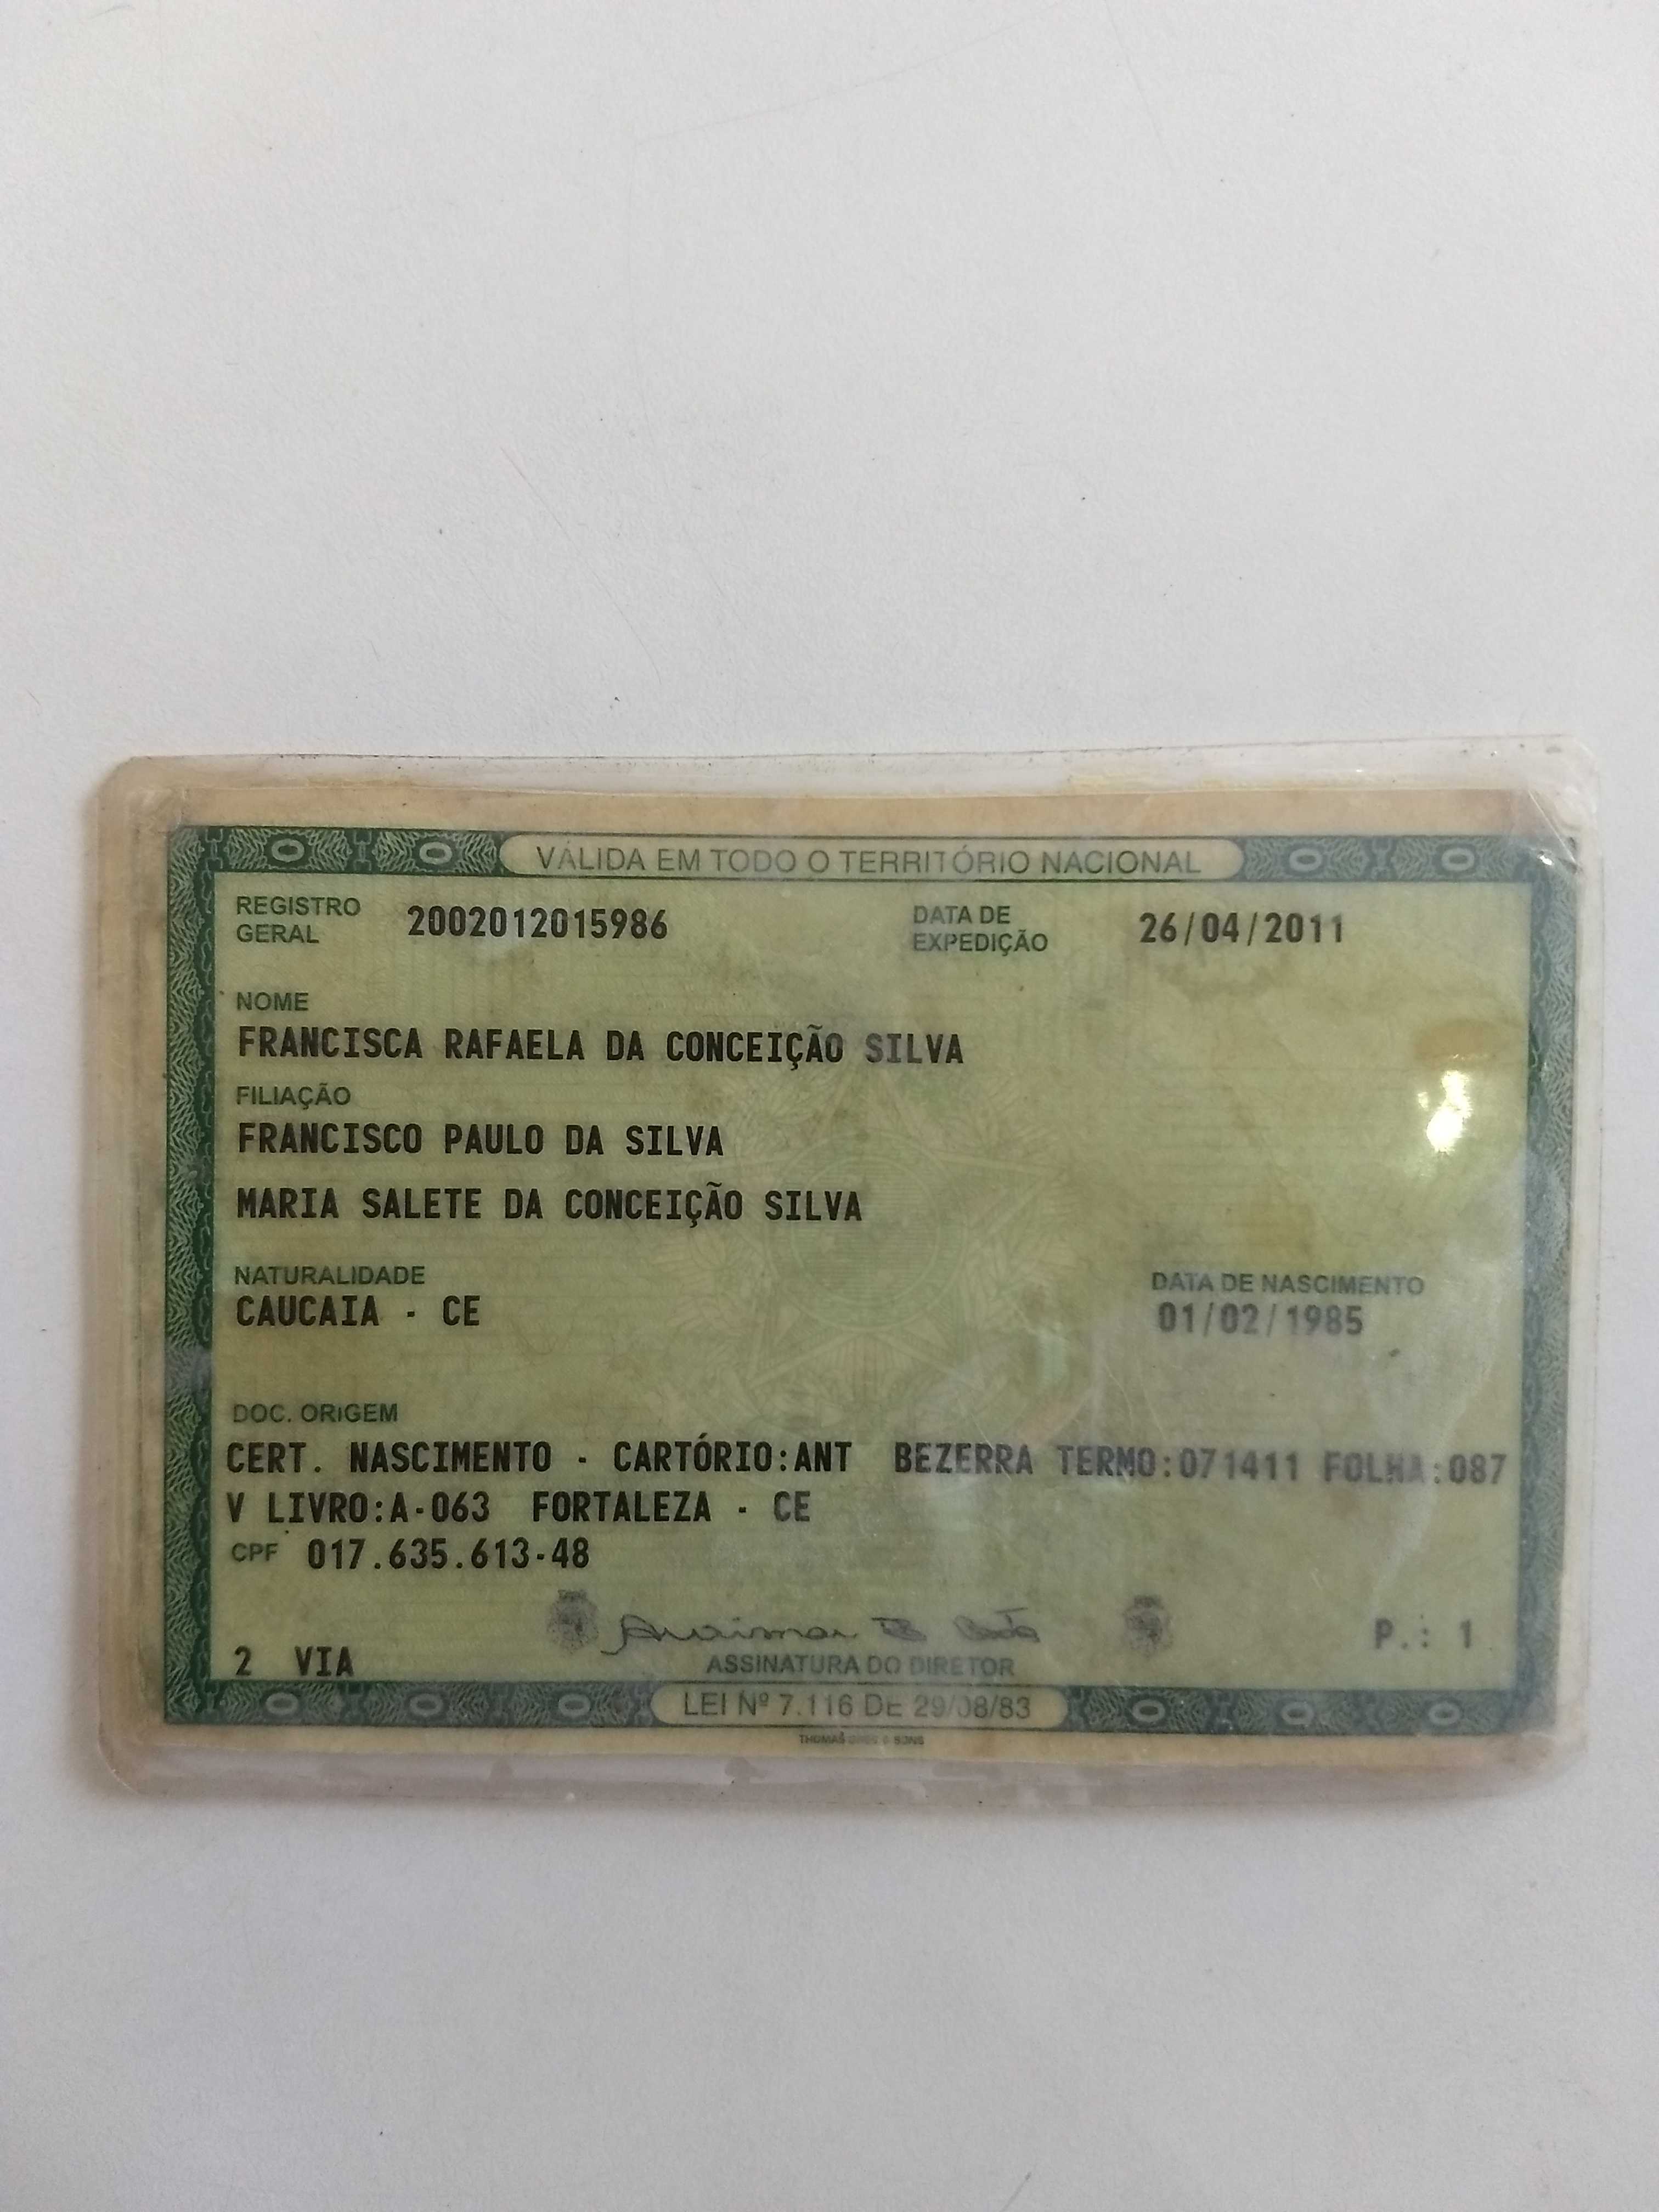 VÁLIDA EM TODO O TERRITÓRIO NACIONAL
REGISTRO GERAL 2002012015986 DATA DE EXPEDIÇÃO 26/04/2011
NOME
FRANCISCA RAFAELA DA CONCEIÇÃO SILVA
FILIAÇÃO
FRANCISCO PAULO DA SILVA
MARIA SALETE DA CONCEIÇÃO SILVA
NATURALIDADE DATA DE NASCIMENTO
CAUCAIA - CE 01/02/1985
DOC. ORIGEM
CERT. NASCIMENTO - CARTÓRIO:ANT BEZERRA TERMO:071411 FOLHA:087
V LIVRO:A-063 FORTALEZA - CE
CPF 017.635.613-48
2 VIA P.: 1
ASSINATURA DO DIRETOR
LEI Nº 7.116 DE 29/08/83
THOMAS